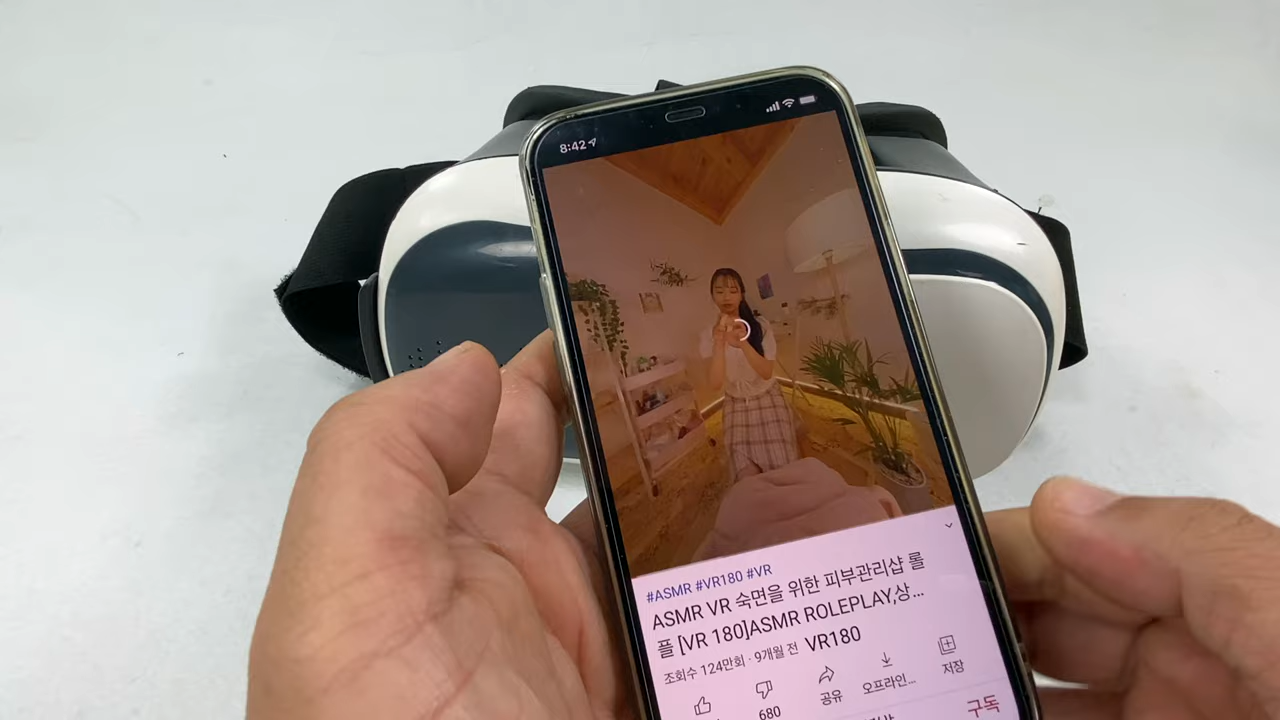 8:42
#ASMR #VR180 #VR
ASMR VR 숙면을 위한 피부관리샵 롤
플 [VR 180]ASMR ROLEPLAY,상...
조회수 124만회 · 9개월 전 VR180
680
공유
오프라인...
저장
구독